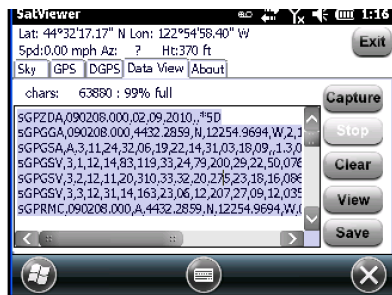 SatViewer 1:16
Lat: 44°32'17.17" N Lon: 122°54'58.40" W
Spd:0.00 mph Az: ? Ht:370 ft
Exit
Sky GPS DGPS Data View About
chars: 63880 : 99% full
Capture
$GPZDA,090208.000,02,09,2010,,*5D
$GPGGA,090208.000,4432.2859,N,12254.9694,W,2,1
Stop
$GPGSA,A,3,11,24,32,06,19,22,14,31,03,18,09,,1.3,0
$GPGSV,3,1,12,14,83,119,33,24,79,200,29,22,50,076
Clear
$GPGSV,3,2,12,11,20,310,33,32,20,275,23,18,16,086
$GPGSV,3,3,12,31,14,163,23,06,12,207,27,09,12,035
View
$GPRMC,090208.000,A,4432.2859,N,12254.9694,W,0
Save